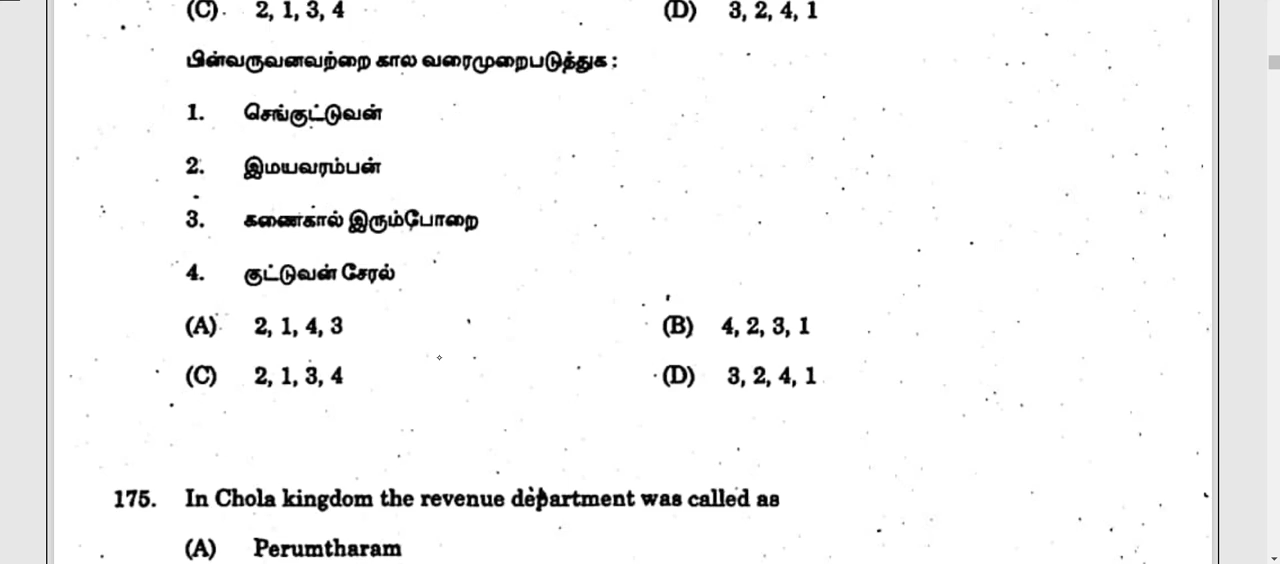 (C). 2, 1, 3, 4 (D) 3, 2, 4, 1
பின்வருவனவற்றை கால வரைமுறைபடுத்துக :
1. செங்குட்டுவன்
2. இமயவரம்பன்
3. கணைகால் இரும்போறை
4. குட்டுவன் சேரல்
(A) 2, 1, 4, 3 (B) 4, 2, 3, 1
(C) 2, 1, 3, 4 (D) 3, 2, 4, 1
175. In Chola kingdom the revenue department was called as
(A) Perumtharam